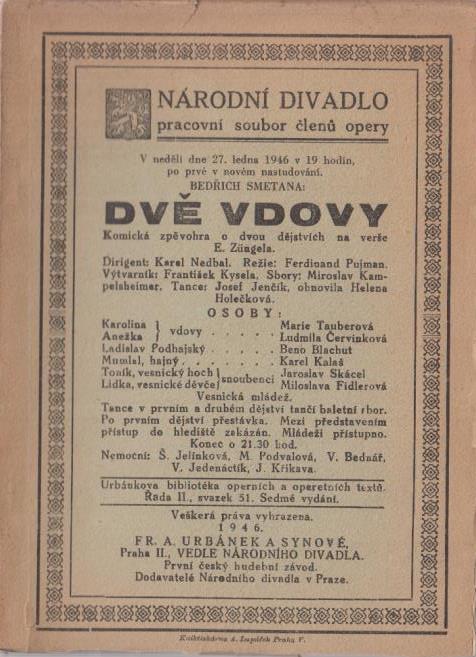 NÁRODNÍ DIVADLO
pracovní soubor členů opery
V neděli dne 27. ledna 1946 v 19 hodin,
po prvé v novém nastudování.
BEDŘICH SMETANA:
DVĚ VDOVY
Komická zpěvohra o dvou dějstvích na verše
E. Züngela.
Dirigent: Karel Nedbal. Režie: Ferdinand Pujman.
Výtvarník: František Kysela. Sbory: Miroslav Kam-
pelsheimer. Tance: Josef Jenčík, obnovila Helena
Holečková.
OSOBY:
Karolina } vdovy . . . . . Marie Tauberová
Anežka } Ludmila Červinková
Ladislav Podhajský . . . . . Beno Blachut
Mumlal, hajný . . . . . . Karel Kalaš
Toník, vesnický hoch } snoubenci Jaroslav Skácel
Lidka, vesnické děvče } Miloslava Fidlerová
Vesnická mládež.
Tance v prvním a druhém dějství tančí baletní sbor.
Po prvním dějství přestávka. Mezi představením
přístup do hlediště zakázán. Mládeži přístupno.
Konec o 21.30 hod.
Nemocní: Š. Jelínková, M. Podvalová, V. Bednář,
V. Jedenáctík, J. Křikava.
Urbánkova bibliotéka operních a operetních textů.
Řada II., svazek 51. Sedmé vydání.
Veškerá práva vyhrazena.
1946.
FR. A. URBÁNEK A SYNOVÉ,
Praha II., VEDLE NÁRODNÍHO DIVADLA.
První český hudební závod.
Dodavatelé Národního divadla v Praze.
Knihtiskárna A. Praha V.